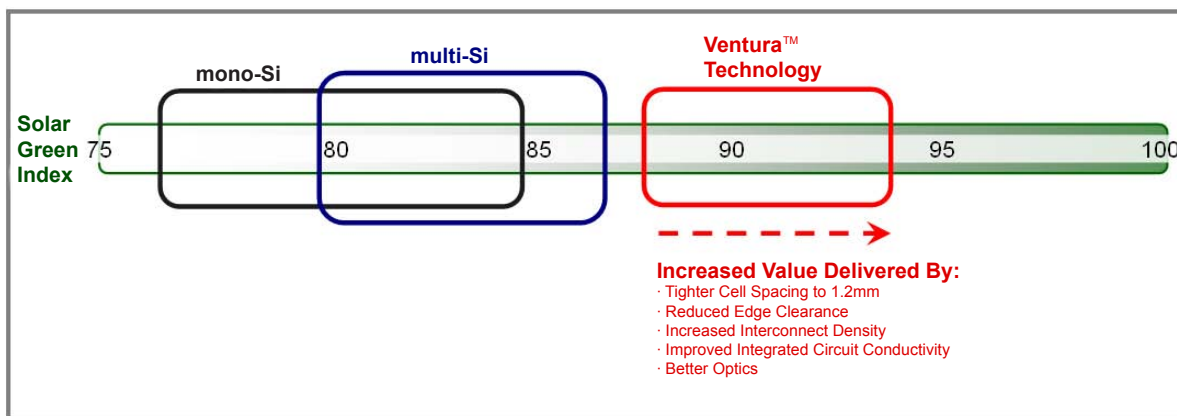 mono-Si
multi-Si
Ventura™
Technology
Solar
Green
Index
75 80 85 90 95 100
Increased Value Delivered By:
· Tighter Cell Spacing to 1.2mm
· Reduced Edge Clearance
· Increased Interconnect Density
· Improved Integrated Circuit Conductivity
· Better Optics